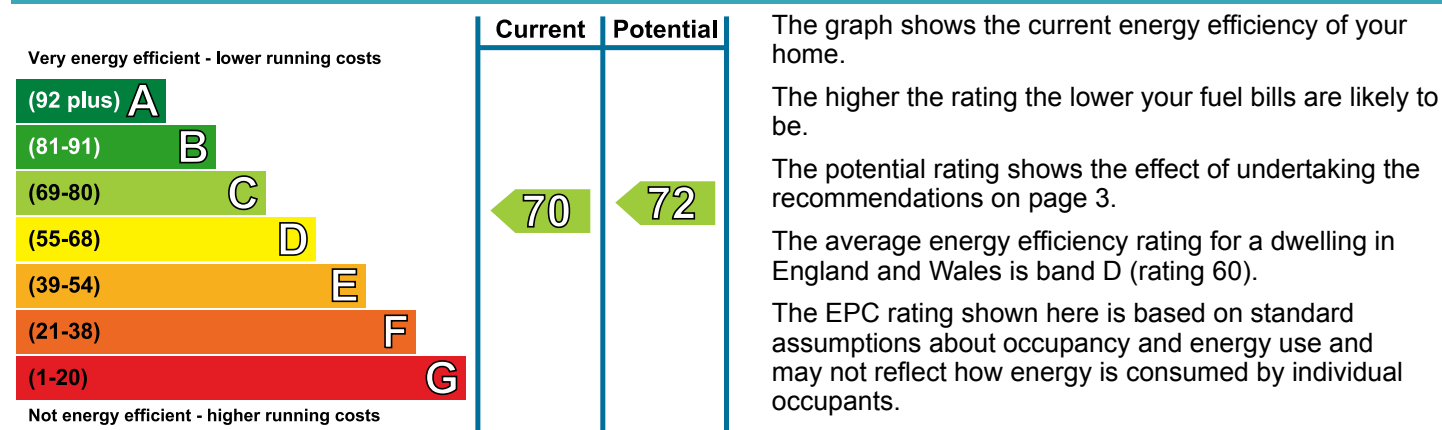 Current Potential
Very energy efficient - lower running costs
(92 plus) A
(81-91) B
(69-80) C
(55-68) D
(39-54) E
(21-38) F
(1-20) G
Not energy efficient - higher running costs
70 72
The graph shows the current energy efficiency of your
home.
The higher the rating the lower your fuel bills are likely to
be.
The potential rating shows the effect of undertaking the
recommendations on page 3.
The average energy efficiency rating for a dwelling in
England and Wales is band D (rating 60).
The EPC rating shown here is based on standard
assumptions about occupancy and energy use and
may not reflect how energy is consumed by individual
occupants.